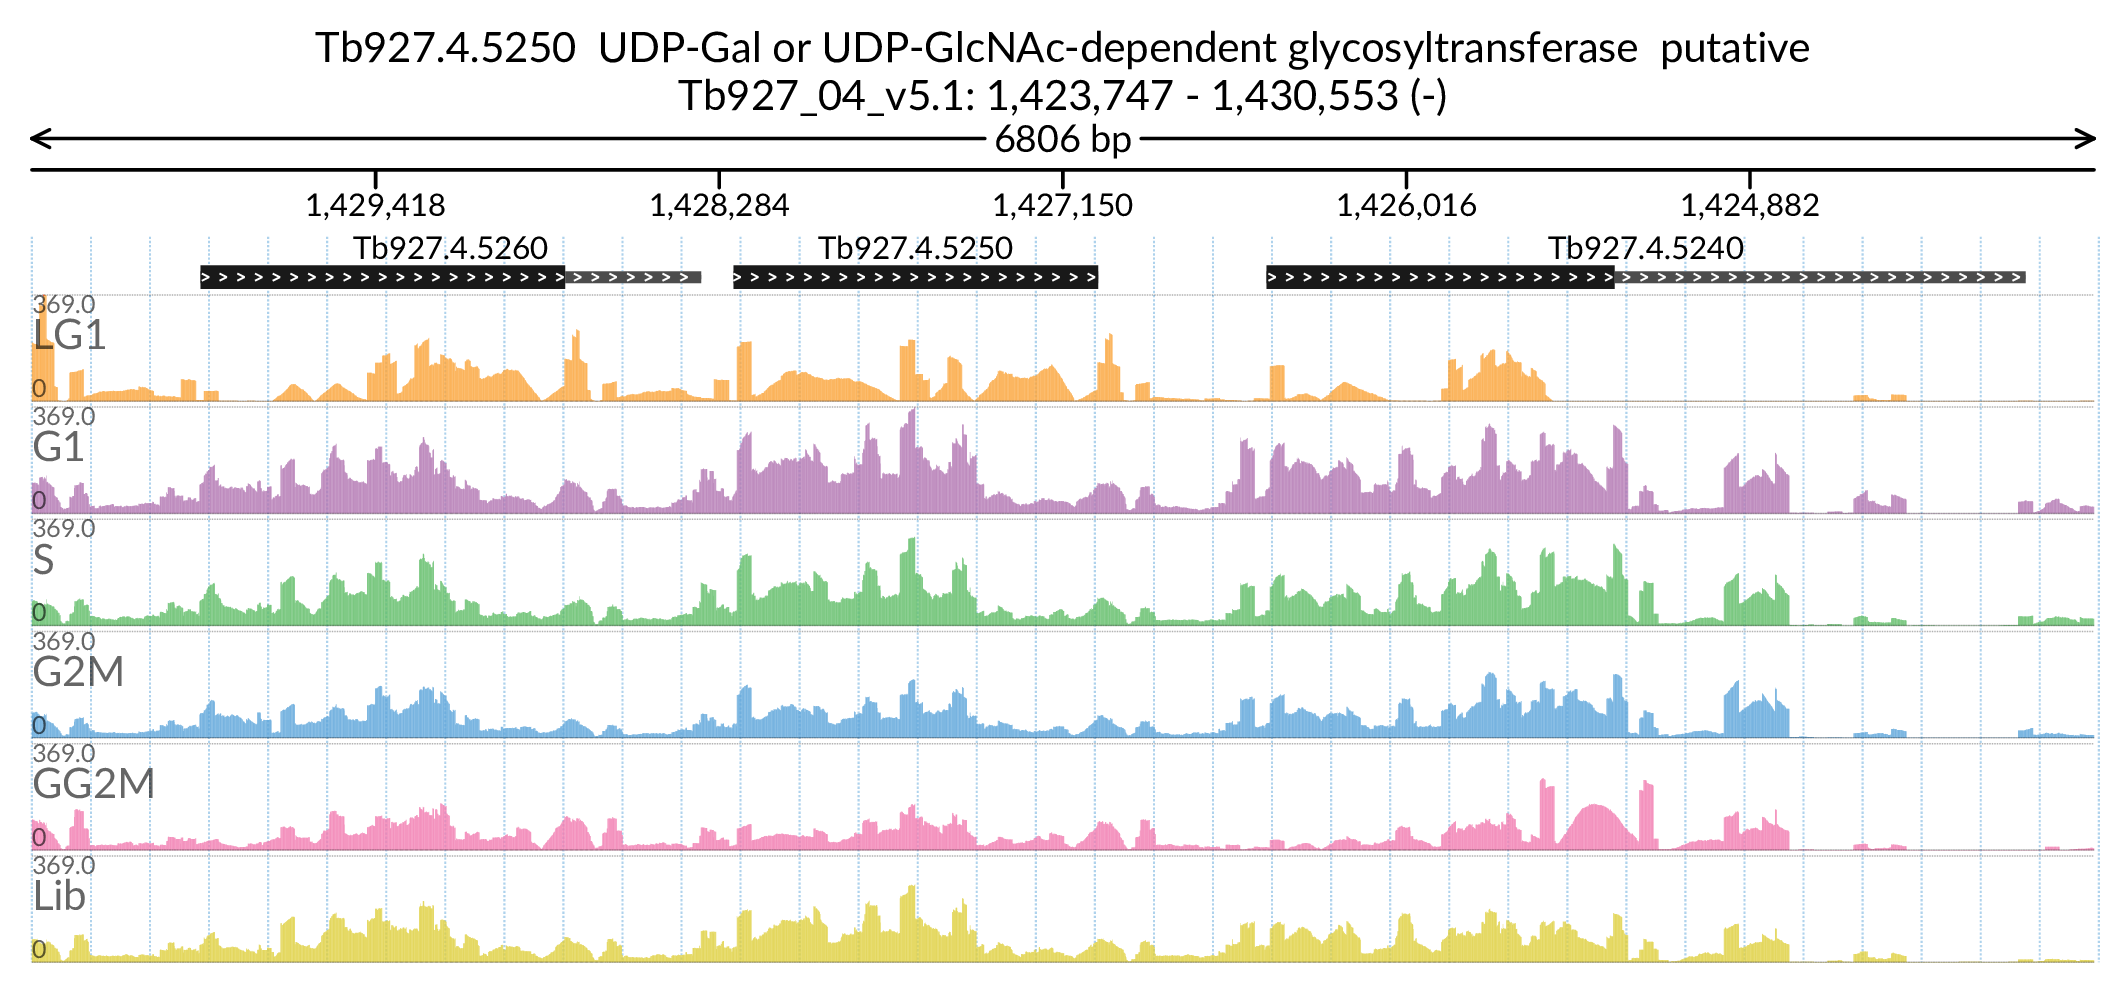 Tb927.4.5250 UDP-Gal or UDP-GlcNAc-dependent glycosyltransferase putative
Tb927_04_v5.1: 1,423,747 - 1,430,553 (-)
6806 bp
1,429,418 1,428,284 1,427,150 1,426,016 1,424,882
Tb927.4.5260 Tb927.4.5250 Tb927.4.5240
369.0
LG1
0
369.0
G1
0
369.0
S
0
369.0
G2M
0
369.0
GG2M
0
369.0
Lib
0